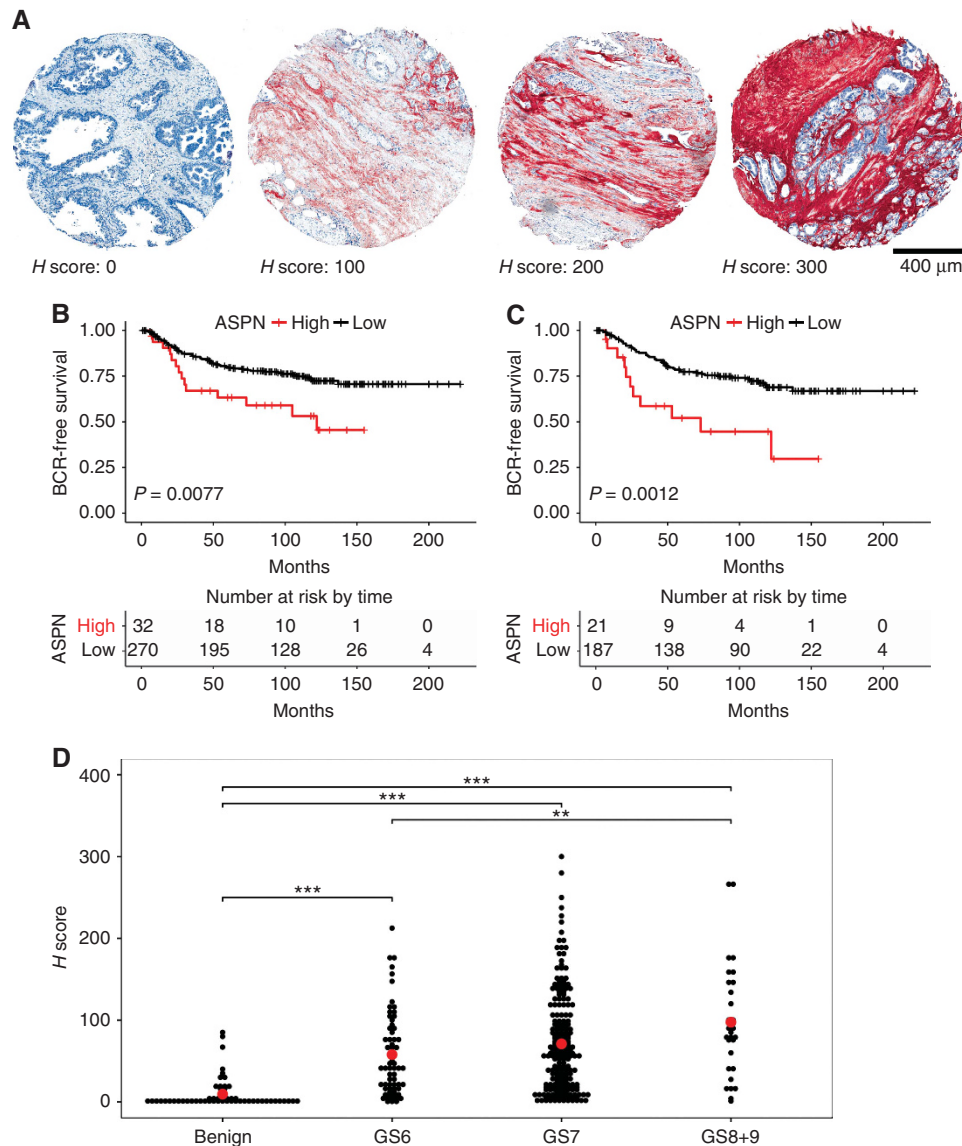 A
H score: 0
H score: 100
H score: 200
H score: 300
400 μm
B
ASPN High Low
1.00
0.75
0.50
0.25
0.00
BCR-free survival
P = 0.0077
0 50 100 150 200
Months
Number at risk by time
ASPN
High 32 18 10 1 0
Low 270 195 128 26 4
0 50 100 150 200
Months
C
ASPN High Low
1.00
0.75
0.50
0.25
0.00
BCR-free survival
P = 0.0012
0 50 100 150 200
Months
Number at risk by time
ASPN
High 21 9 4 1 0
Low 187 138 90 22 4
0 50 100 150 200
Months
D
400
300
200
100
0
H score
***
***
**
***
Benign GS6 GS7 GS8+9